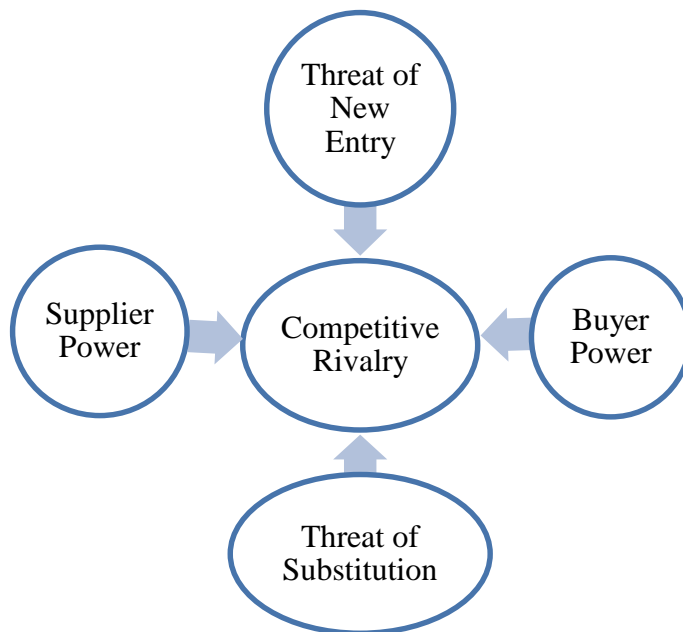 Threat of
New
Entry
Supplier
Power
Competitive
Rivalry
Buyer
Power
Threat of
Substitution